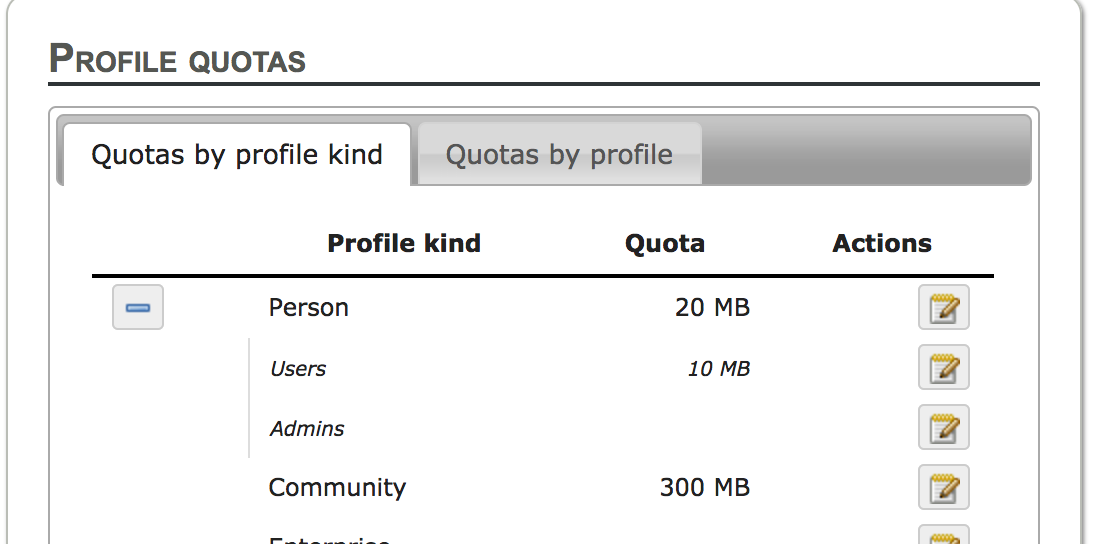 Profile quotas
Quotas by profile kind Quotas by profile
Profile kind Quota Actions
Person 20 MB
Users 10 MB
Admins
Community 300 MB
Enterprise